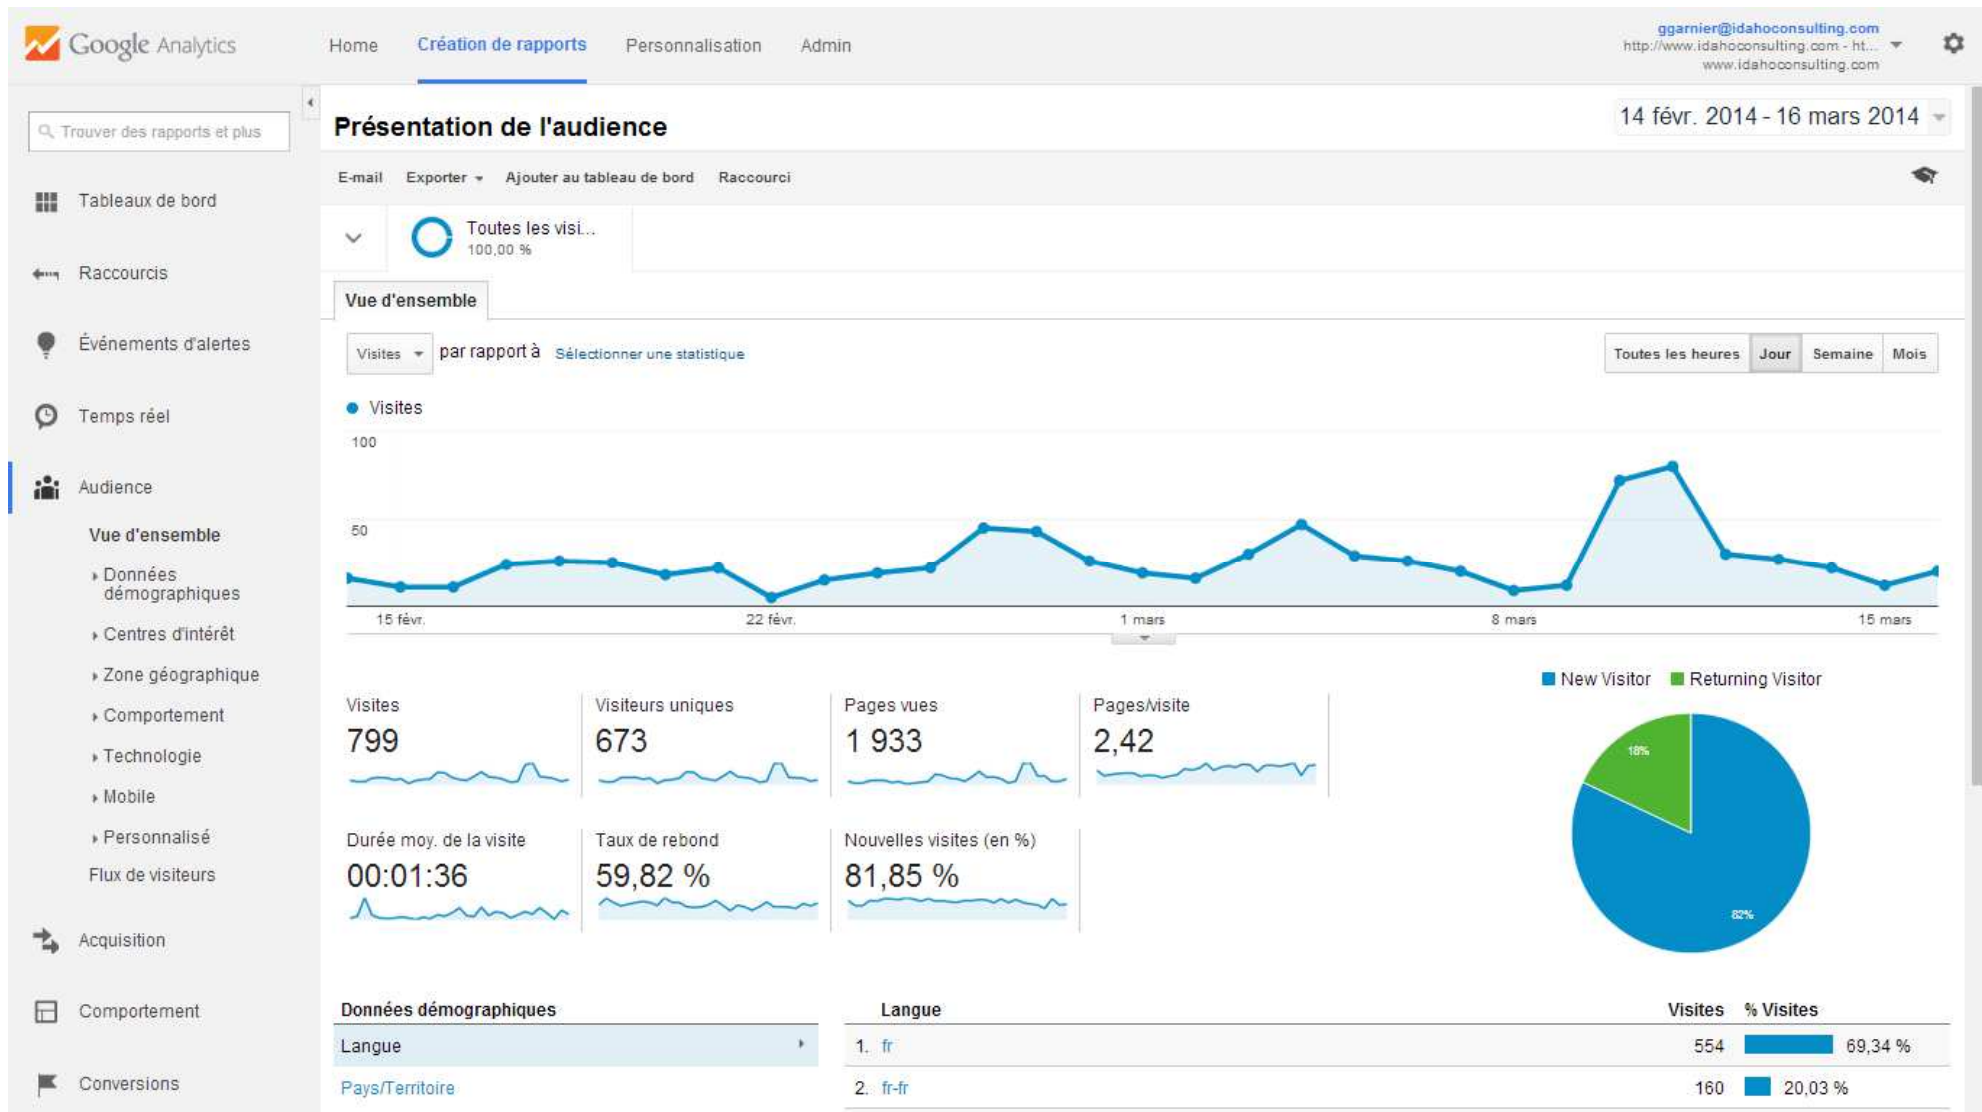 Google Analytics
Home
Création de rapports
Personnalisation
Admin
ggarnier@idahoconsulting.com
http://www.idahoconsulting.com - ht...
www.idahoconsulting.com
Trouver des rapports et plus
Tableaux de bord
Raccourcis
Événements d'alertes
Temps réel
Audience
Vue d'ensemble
Données
démographiques
Centres d'intérêt
Zone géographique
Comportement
Technologie
Mobile
Personnalisé
Flux de visiteurs
Acquisition
Comportement
Conversions
Présentation de l'audience
14 févr. 2014 - 16 mars 2014
E-mail
Exporter
Ajouter au tableau de bord
Raccourci
Toutes les visi...
100,00 %
Vue d'ensemble
Visites
par rapport à
Sélectionner une statistique
Toutes les heures
Jour
Semaine
Mois
Visites
100
50
15 févr.
22 févr.
1 mars
8 mars
15 mars
Visites
799
Visiteurs uniques
673
Pages vues
1 933
Pages/visite
2,42
Durée moy. de la visite
00:01:36
Taux de rebond
59,82 %
Nouvelles visites (en %)
81,85 %
New Visitor
Returning Visitor
18%
82%
Données démographiques
Langue
Pays/Territoire
Langue
Visites
% Visites
1. fr
554
69,34 %
2. fr-fr
160
20,03 %